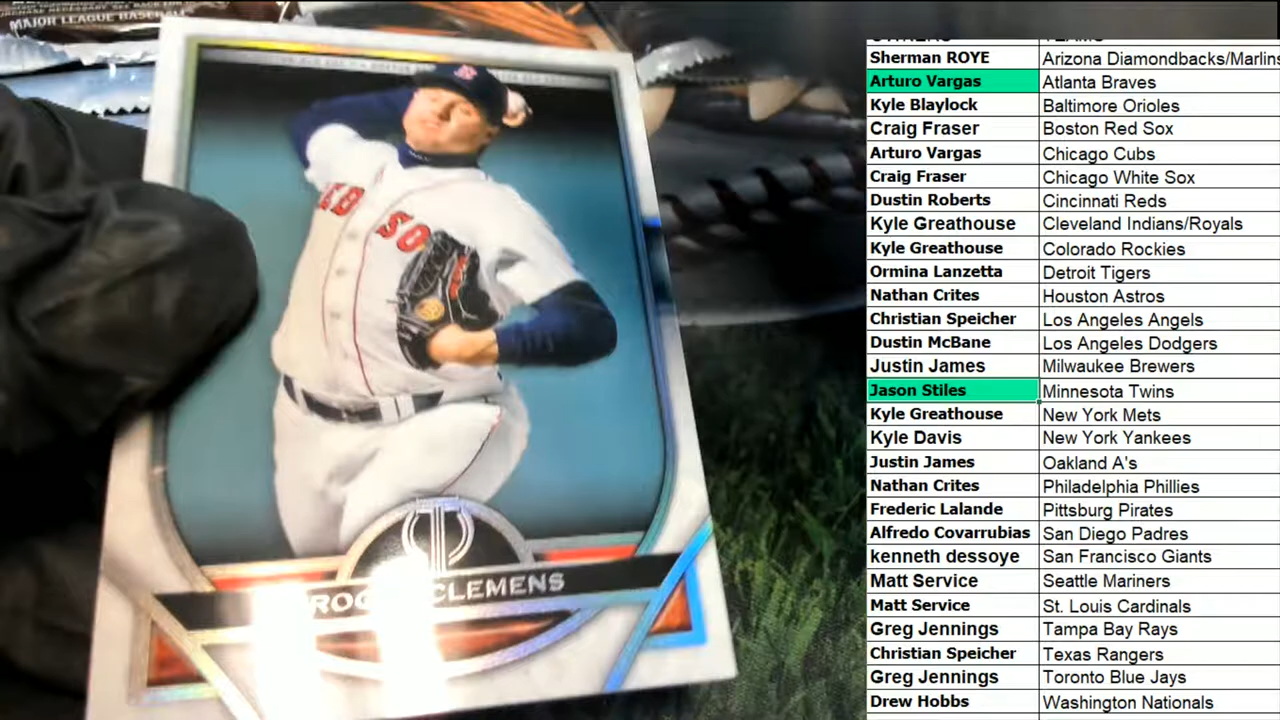 MAJOR LEAGUE BASEBALL
SO
CLEMENS
Sherman ROYE Arizona Diamondbacks/Marlins
Arturo Vargas Atlanta Braves
Kyle Blaylock Baltimore Orioles
Craig Fraser Boston Red Sox
Arturo Vargas Chicago Cubs
Craig Fraser Chicago White Sox
Dustin Roberts Cincinnati Reds
Kyle Greathouse Cleveland Indians/Royals
Kyle Greathouse Colorado Rockies
Ormina Lanzetta Detroit Tigers
Nathan Crites Houston Astros
Christian Speicher Los Angeles Angels
Dustin McBane Los Angeles Dodgers
Justin James Milwaukee Brewers
Jason Stiles Minnesota Twins
Kyle Greathouse New York Mets
Kyle Davis New York Yankees
Justin James Oakland A's
Nathan Crites Philadelphia Phillies
Frederic Lalande Pittsburg Pirates
Alfredo Covarrubias San Diego Padres
kenneth dessoye San Francisco Giants
Matt Service Seattle Mariners
Matt Service St. Louis Cardinals
Greg Jennings Tampa Bay Rays
Christian Speicher Texas Rangers
Greg Jennings Toronto Blue Jays
Drew Hobbs Washington Nationals